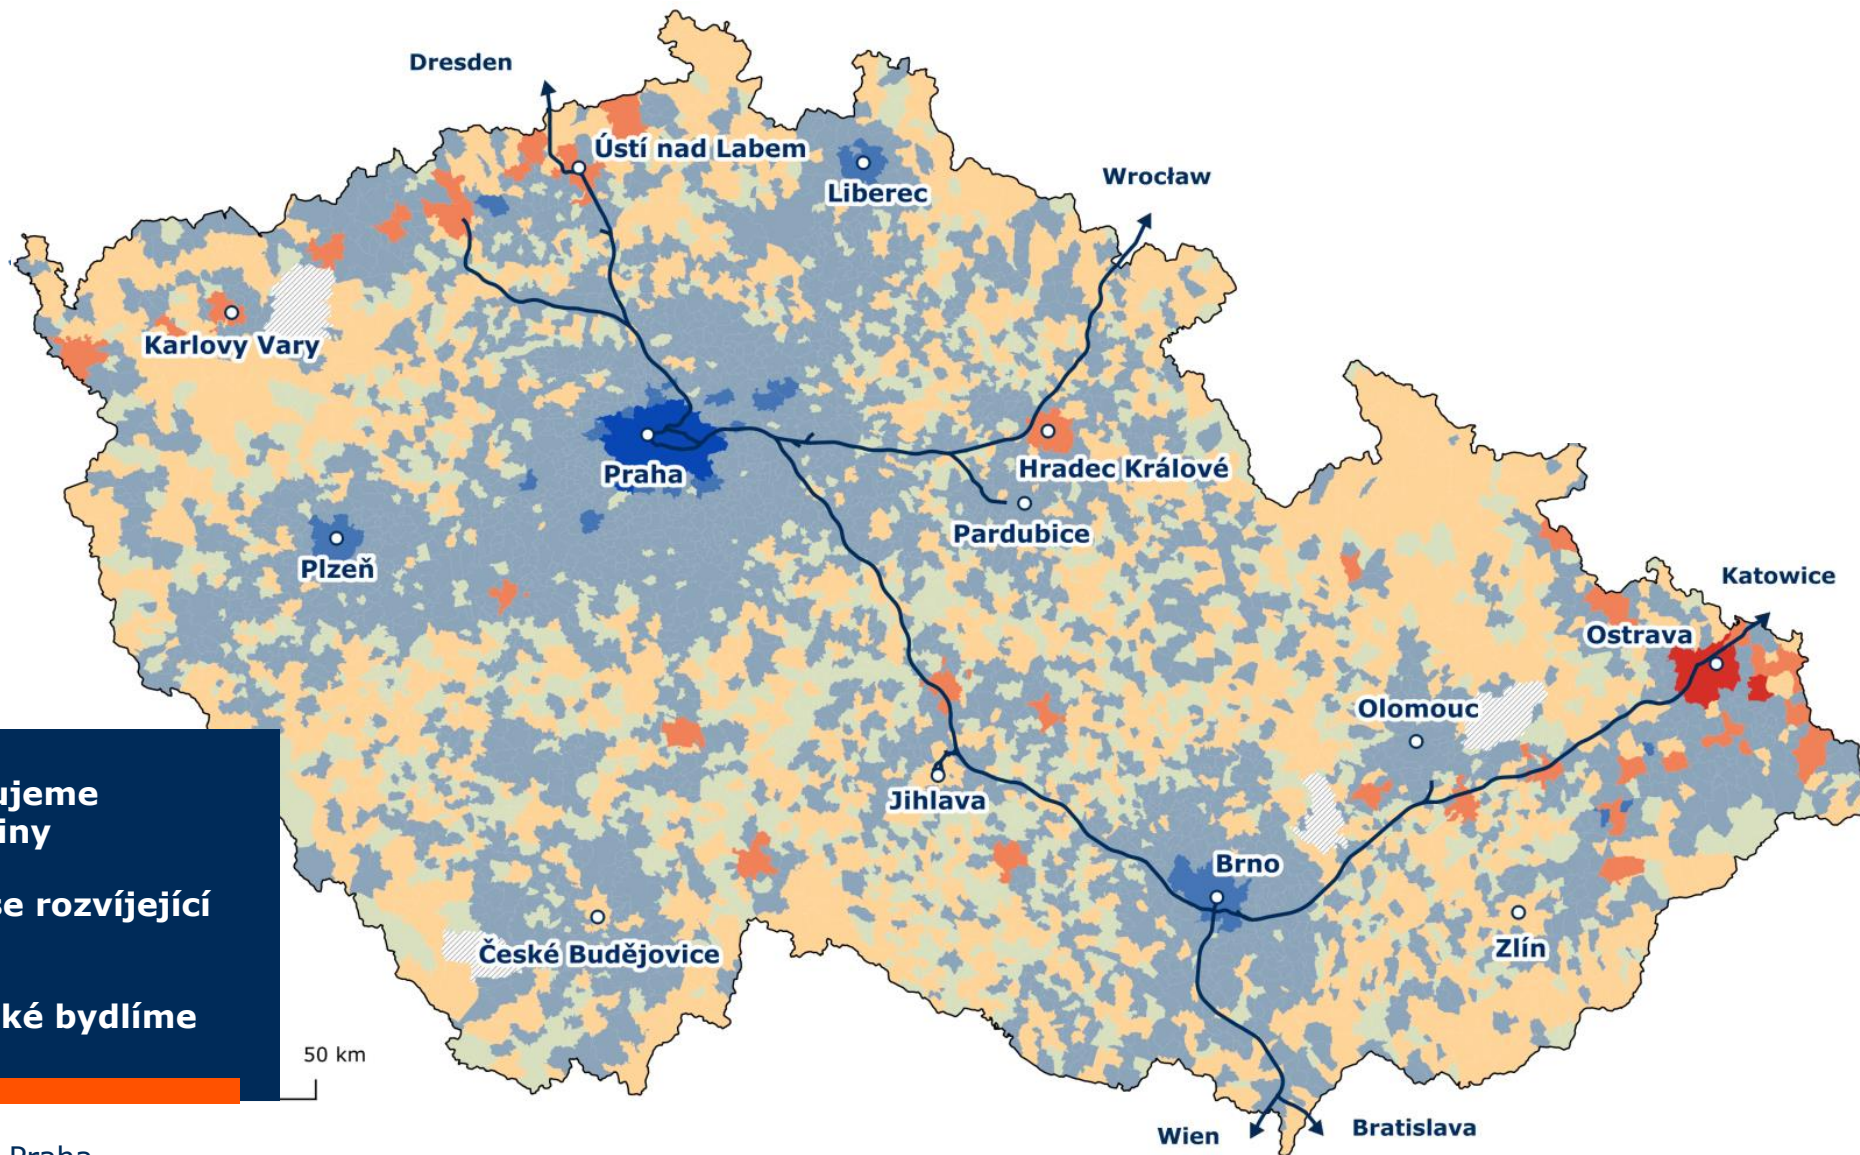 Dresden
Ústí nad Labem
Liberec
Wrocław
Karlovy Vary
Praha
Hradec Králové
Pardubice
Plzeň
Katowice
Ostrava
Olomouc
Jihlava
Brno
České Budějovice
Zlín
ujeme
iny
se rozvíjející
ké bydlíme
50 km
Wien
Bratislava
Praha